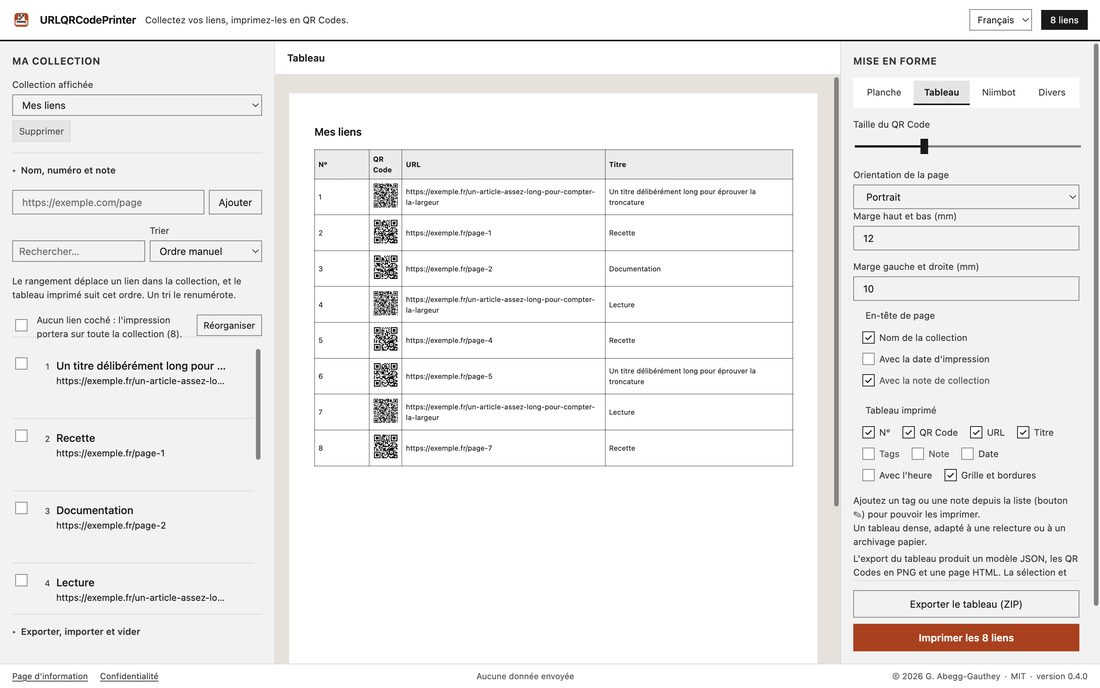 URLQRCodePrinter Collectez vos liens, imprimez-les en QR Codes.
Français
8 liens
MA COLLECTION
Collection affichée
Mes liens
Supprimer
Nom, numéro et note
https://exemple.com/page
Ajouter
Trier
Rechercher...
Ordre manuel
Le rangement déplace un lien dans la collection, et le
tableau imprimé suit cet ordre. Un tri le renumérote.
Aucun lien coché : l'impression
portera sur toute la collection (8).
Réorganiser
1 Un titre délibérément long pour ...
https://exemple.fr/un-article-assez-lo...
2 Recette
https://exemple.fr/page-1
3 Documentation
https://exemple.fr/page-2
4 Lecture
https://exemple.fr/un-article-assez-lo...
Exporter, importer et vider
Tableau
Mes liens
N° QR Code URL Titre
1 https://exemple.fr/un-article-assez-long-pour-compter-
la-largeur
Un titre délibérément long pour éprouver la
troncature
2 https://exemple.fr/page-1 Recette
3 https://exemple.fr/page-2 Documentation
4 https://exemple.fr/un-article-assez-long-pour-compter-
la-largeur
Lecture
5 https://exemple.fr/page-4 Recette
6 https://exemple.fr/page-5
Un titre délibérément long pour éprouver la
troncature
7 https://exemple.fr/un-article-assez-long-pour-compter-
la-largeur
Lecture
8 https://exemple.fr/page-7 Recette
MISE EN FORME
Planche Tableau Niimbot Divers
Taille du QR Code
Orientation de la page
Portrait
Marge haut et bas (mm)
12
Marge gauche et droite (mm)
10
En-tête de page
Nom de la collection
Avec la date d'impression
Avec la note de collection
Tableau imprimé
N° QR Code URL Titre
Tags Note Date
Avec l'heure Grille et bordures
Ajoutez un tag ou une note depuis la liste (bouton
✎) pour pouvoir les imprimer.
Un tableau dense, adapté à une relecture ou à un
archivage papier.
L'export du tableau produit un modèle JSON, les QR
Codes en PNG et une page HTML. La sélection et
Exporter le tableau (ZIP)
Imprimer les 8 liens
Page d'information Confidentialité
Aucune donnée envoyée
© 2026 G. Abegg-Gauthey · MIT · version 0.4.0